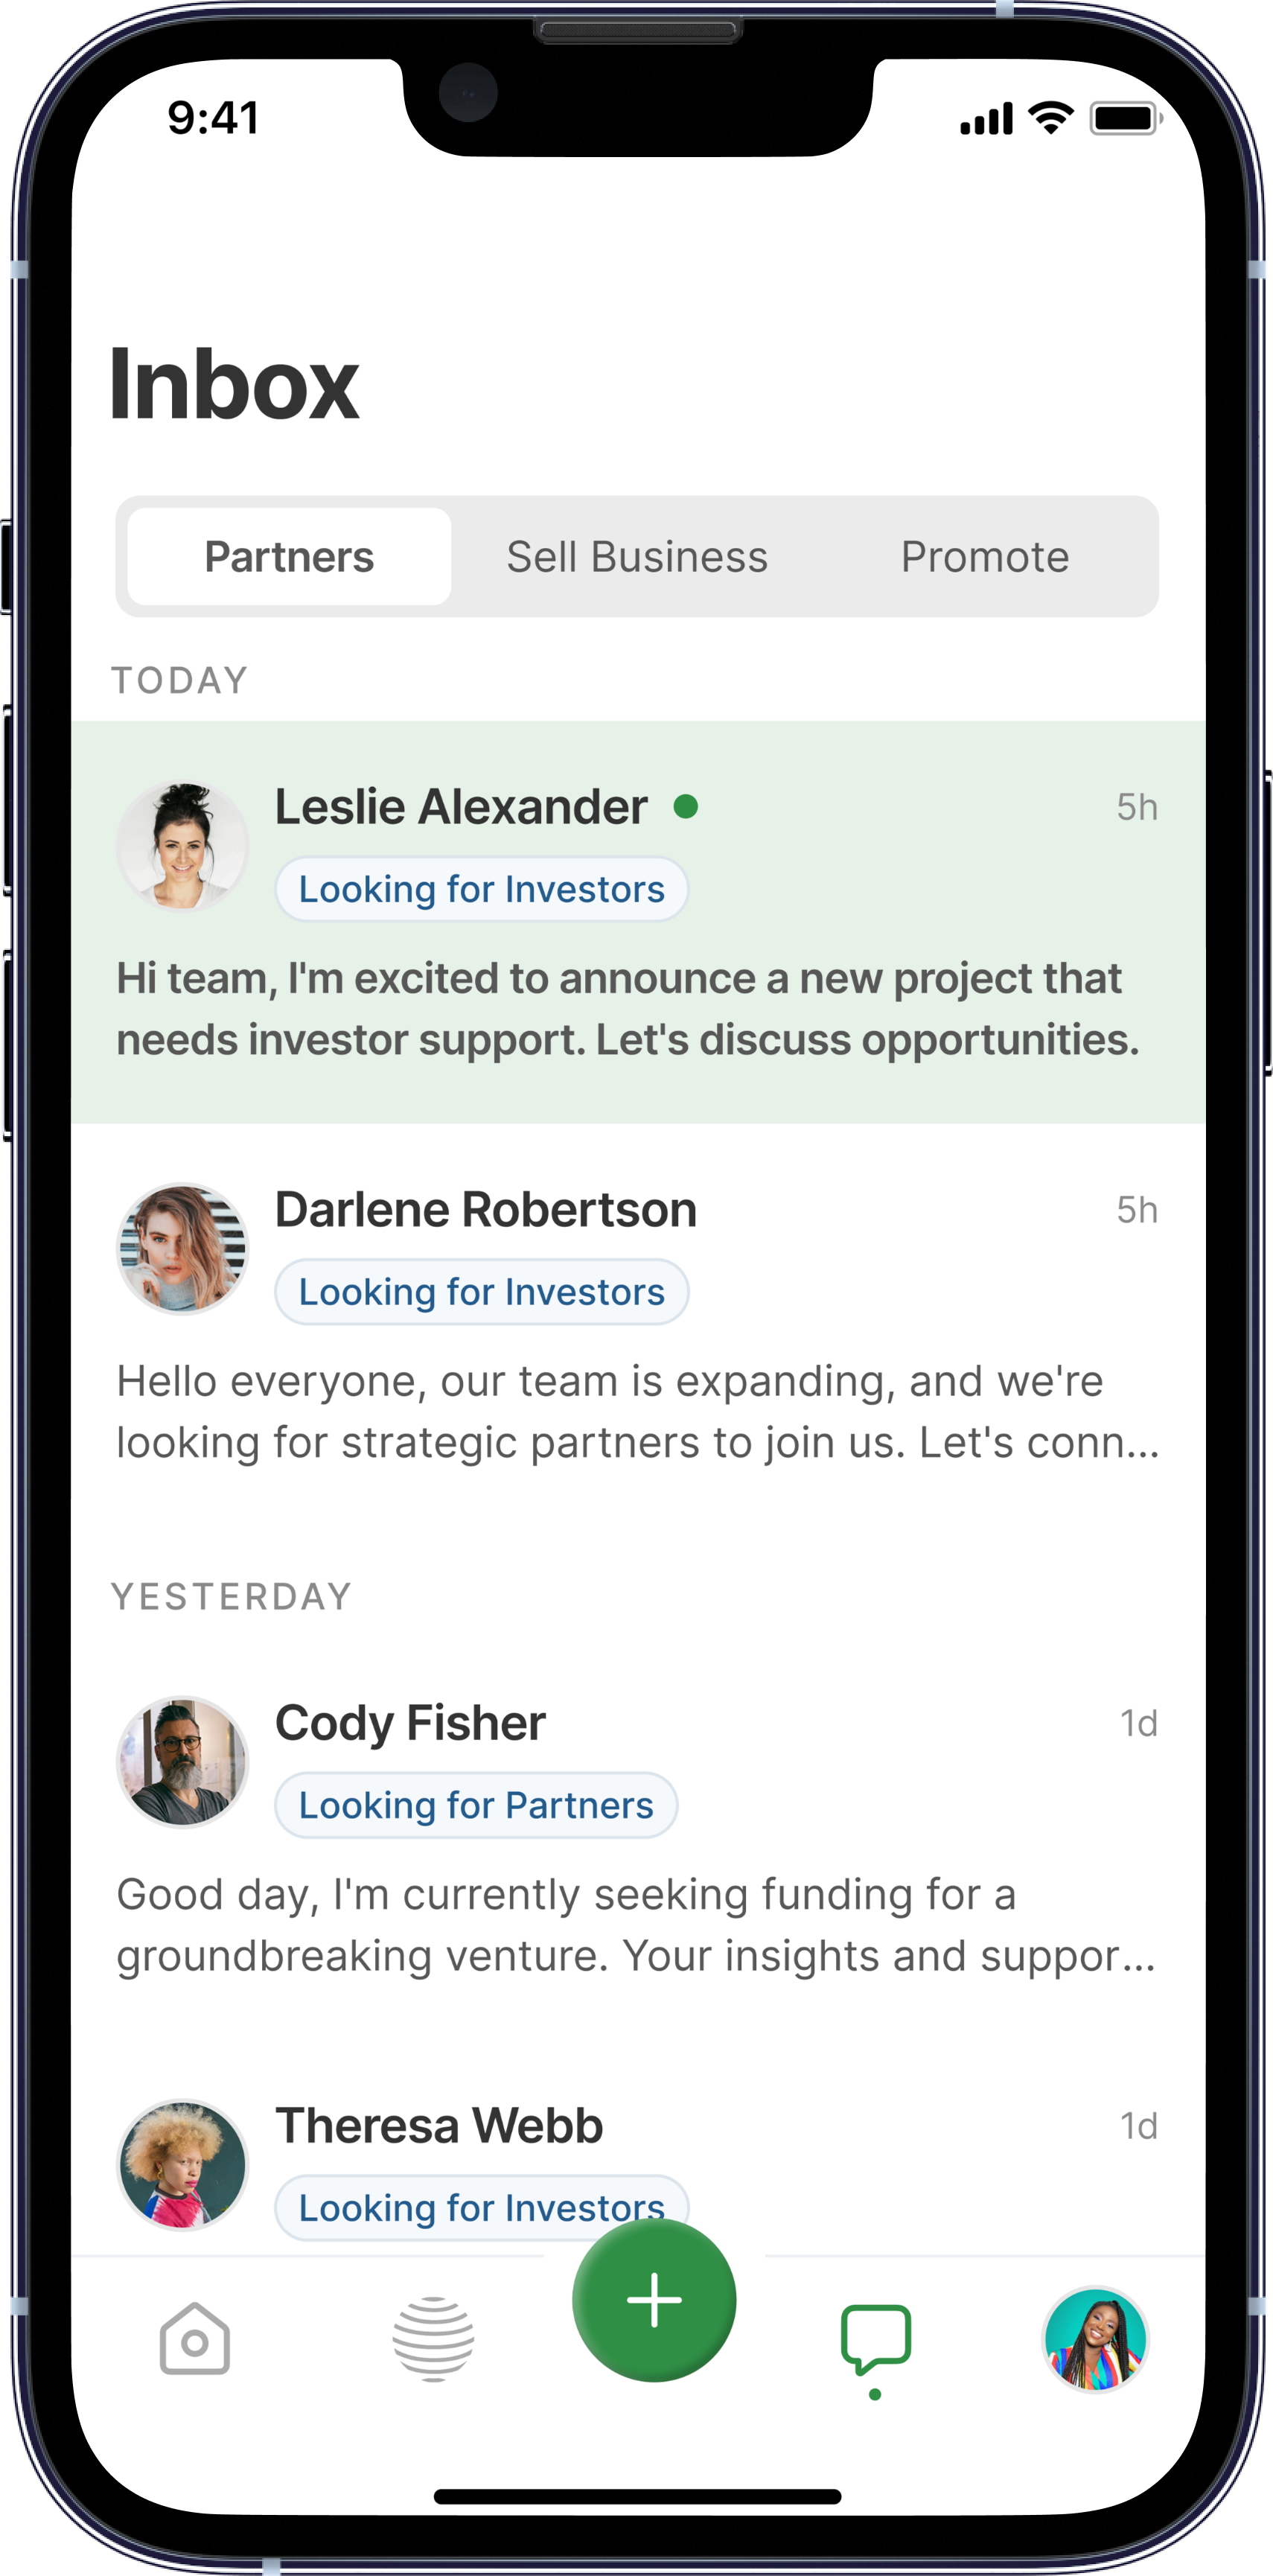 9:41
Inbox
Partners Sell Business Promote
TODAY
Leslie Alexander 5h
Looking for Investors
Hi team, I'm excited to announce a new project that
needs investor support. Let's discuss opportunities.
Darlene Robertson 5h
Looking for Investors
Hello everyone, our team is expanding, and we're
looking for strategic partners to join us. Let's conn...
YESTERDAY
Cody Fisher 1d
Looking for Partners
Good day, I'm currently seeking funding for a
groundbreaking venture. Your insights and suppor...
Theresa Webb 1d
Looking for Investors